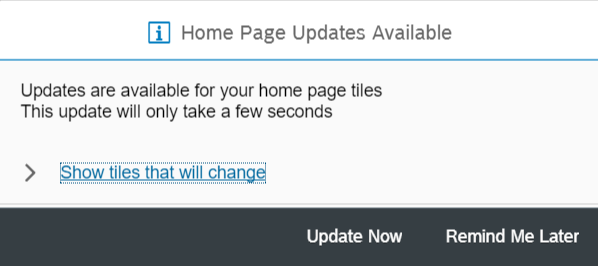 Home Page Updates Available
Updates are available for your home page tiles
This update will only take a few seconds
Show tiles that will change
Update Now Remind Me Later